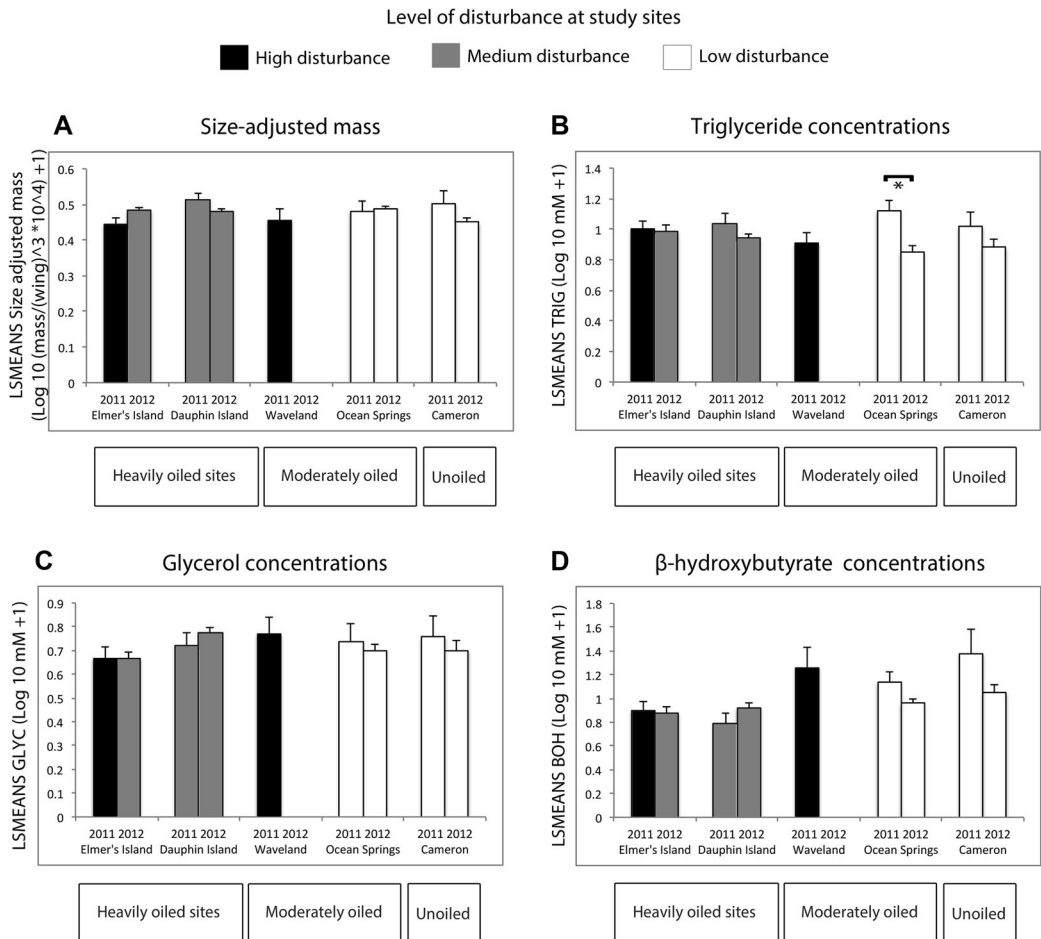 Level of disturbance at study sites
High disturbance Medium disturbance Low disturbance
A Size-adjusted mass
LSMEANS Size adjusted mass
(Log 10 (mass/(wing)^3 *10^4) +1)
0.6
0.5
0.4
0.3
0.2
0.1
0
2011 2012 2011 2012 2011 2012 2011 2012 2011 2012
Elmer's Island Dauphin Island Waveland Ocean Springs Cameron
Heavily oiled sites Moderately oiled Unoiled
B Triglyceride concentrations
LSMEANS TRIG (Log 10 mM +1)
1.4
1.2
1
0.8
0.6
0.4
0.2
0
*
2011 2012 2011 2012 2011 2012 2011 2012 2011 2012
Elmer's Island Dauphin Island Waveland Ocean Springs Cameron
Heavily oiled sites Moderately oiled Unoiled
C Glycerol concentrations
LSMEANS GLYC (Log 10 mM +1)
0.9
0.8
0.7
0.6
0.5
0.4
0.3
0.2
0.1
0
2011 2012 2011 2012 2011 2012 2011 2012 2011 2012
Elmer's Island Dauphin Island Waveland Ocean Springs Cameron
Heavily oiled sites Moderately oiled Unoiled
D β-hydroxybutyrate concentrations
LSMEANS BOH (Log 10 mM +1)
1.8
1.6
1.4
1.2
1
0.8
0.6
0.4
0.2
0
2011 2012 2011 2012 2011 2012 2011 2012 2011 2012
Elmer's Island Dauphin Island Waveland Ocean Springs Cameron
Heavily oiled sites Moderately oiled Unoiled